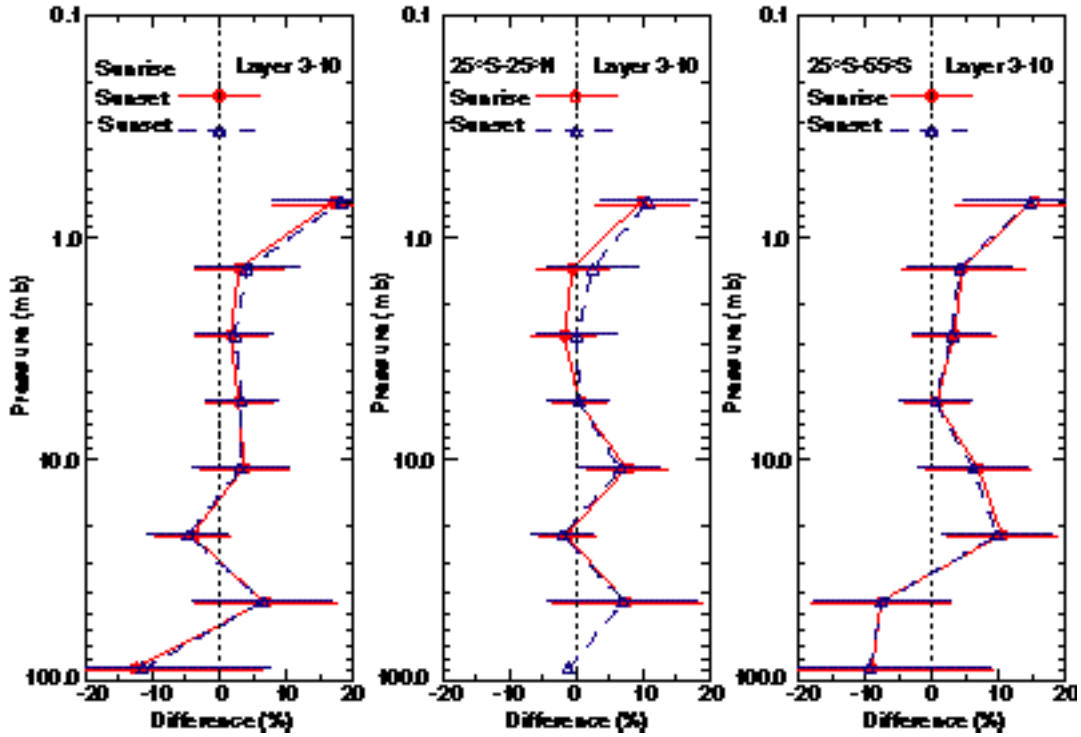 0.1
Sunrise Layer 3-10
Sunset
Sunset
1.0
10.0
100.0
Pressure (mb)
-20 -10 0 10 20
Difference (%)
0.1
25°S-25°N Layer 3-10
Sunrise
Sunset
1.0
10.0
100.0
Pressure (mb)
-20 -10 0 10 20
Difference (%)
0.1
25°S-55°S Layer 3-10
Sunrise
Sunset
1.0
10.0
100.0
Pressure (mb)
-20 -10 0 10 20
Difference (%)